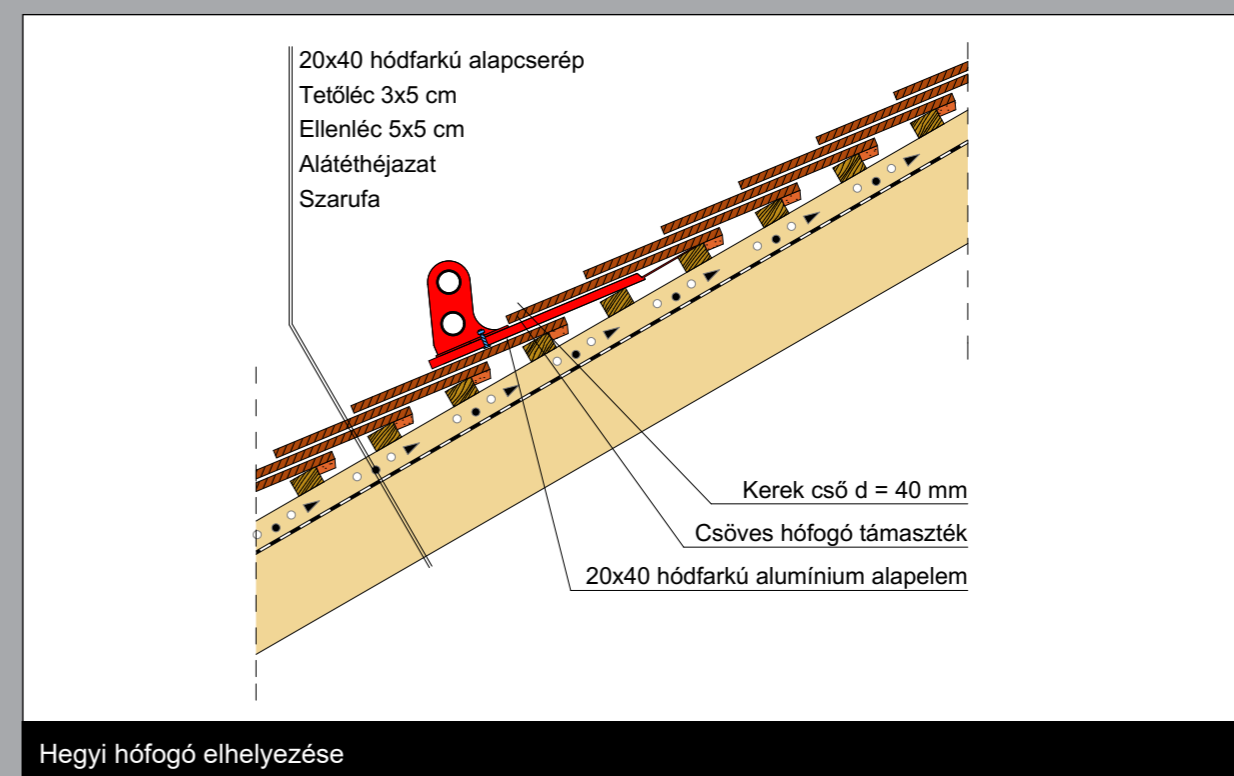 20x40 hódfarkú alapcserép
Tetőléc 3x5 cm
Ellenléc 5x5 cm
Alátéthéjazat
Szarufa
Kerek cső d = 40 mm
Csöves hófogó támaszték
20x40 hódfarkú alumínium alapelem
Hegyi hófogó elhelyezése